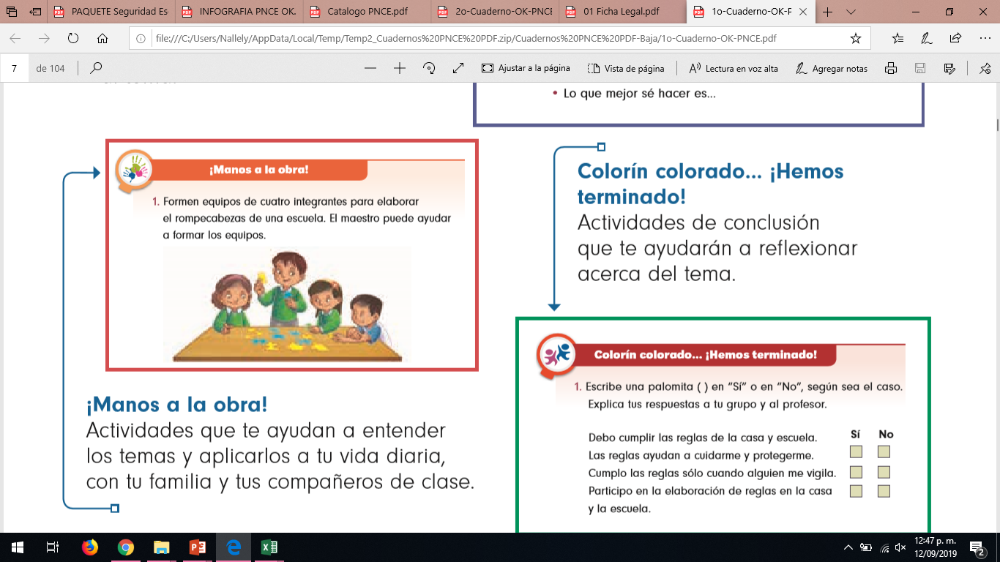 PAQUETE Seguridad Es
INFOGRAFIA PNCE OK.
Catalogo PNCE.pdf
2o-Cuaderno-OK-PNCE
01 Ficha Legal.pdf
1o-Cuaderno-OK-P
file:///C:/Users/Nallely/AppData/Local/Temp/Temp2_Cuadernos%20PNCE%20PDF.zip/Cuadernos%20PNCE%20PDF-Baja/1o-Cuaderno-OK-PNCE.pdf
7 de 104
Ajustar a la página
Vista de página
Lectura en voz alta
Agregar notas
• Lo que mejor sé hacer es...
¡Manos a la obra!
1. Formen equipos de cuatro integrantes para elaborar
el rompecabezas de una escuela. El maestro puede ayudar
a formar los equipos.
¡Manos a la obra!
Actividades que te ayudan a entender
los temas y aplicarlos a tu vida diaria,
con tu familia y tus compañeros de clase.
Colorín colorado... ¡Hemos
terminado!
Actividades de conclusión
que te ayudarán a reflexionar
acerca del tema.
Colorín colorado... ¡Hemos terminado!
1. Escribe una palomita ( ) en “Sí” o en “No”, según sea el caso.
Explica tus respuestas a tu grupo y al profesor.
Sí No
Debo cumplir las reglas de la casa y escuela.
Las reglas ayudan a cuidarme y protegerme.
Cumplo las reglas sólo cuando alguien me vigila.
Participo en la elaboración de reglas en la casa
y la escuela.
12:47 p. m.
12/09/2019
2